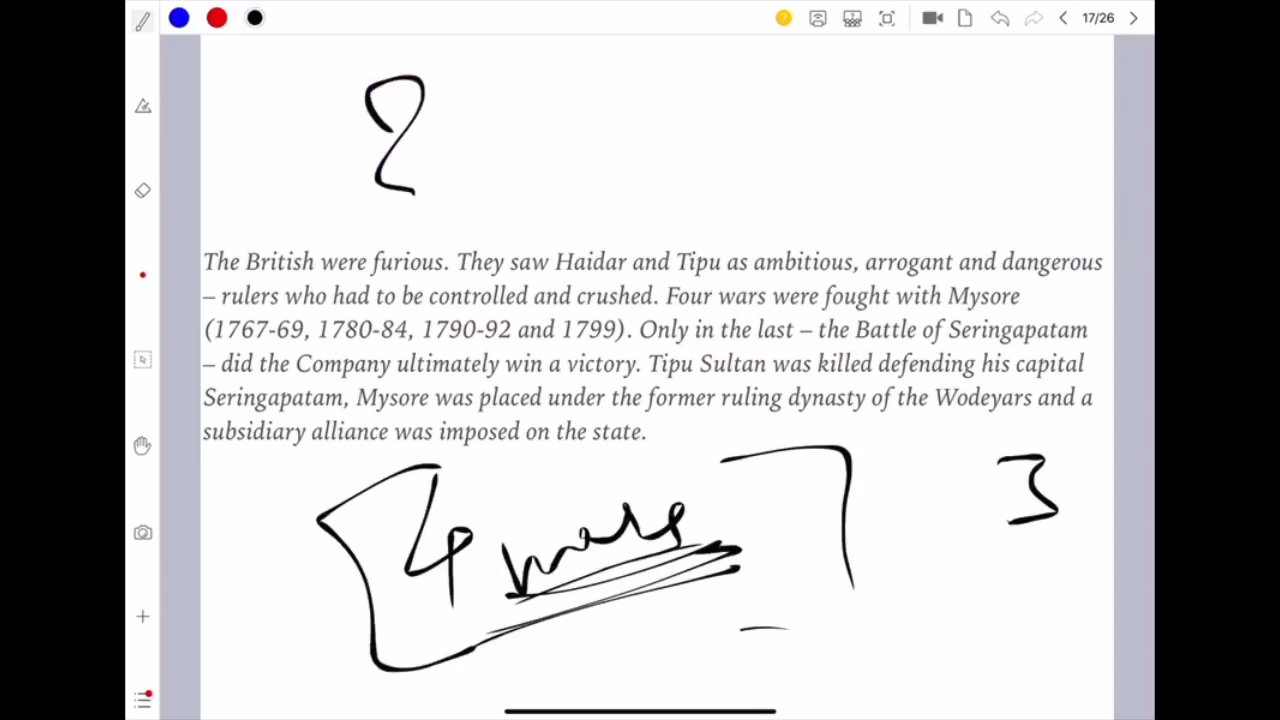 17/26
2
The British were furious. They saw Haidar and Tipu as ambitious, arrogant and dangerous
– rulers who had to be controlled and crushed. Four wars were fought with Mysore
(1767-69, 1780-84, 1790-92 and 1799). Only in the last – the Battle of Seringapatam
– did the Company ultimately win a victory. Tipu Sultan was killed defending his capital
Seringapatam, Mysore was placed under the former ruling dynasty of the Wodeyars and a
subsidiary alliance was imposed on the state.
3
4 wars